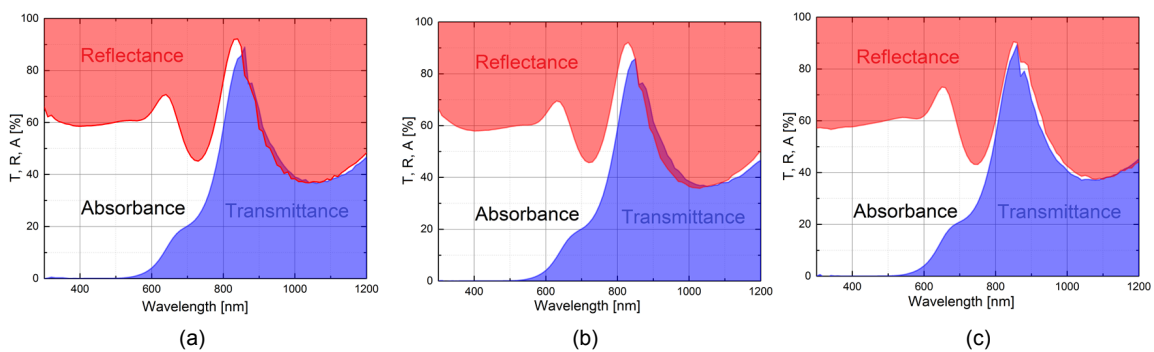 100
80
60
40
20
0
T, R, A [%]
Reflectance
Absorbance
Transmittance
400 600 800 1000 1200
Wavelength [nm]
(a)
100
80
60
40
20
0
T, R, A [%]
Reflectance
Absorbance
Transmittance
400 600 800 1000 1200
Wavelength [nm]
(b)
100
80
60
40
20
0
T, R, A [%]
Reflectance
Absorbance
Transmittance
400 600 800 1000 1200
Wavelength [nm]
(c)